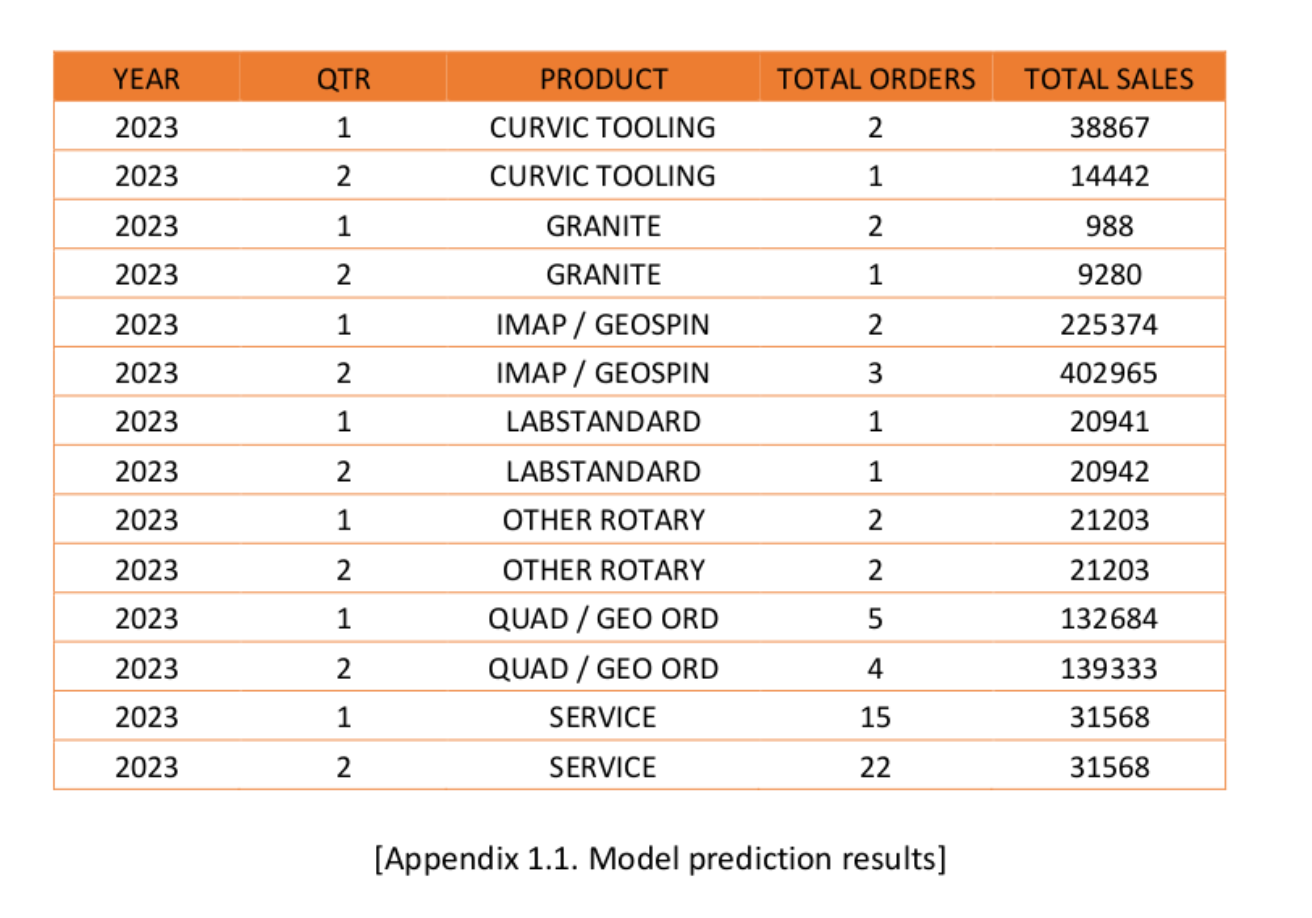 YEAR QTR PRODUCT TOTAL ORDERS TOTAL SALES
2023 1 CURVIC TOOLING 2 38867
2023 2 CURVIC TOOLING 1 14442
2023 1 GRANITE 2 988
2023 2 GRANITE 1 9280
2023 1 IMAP / GEOSPIN 2 225374
2023 2 IMAP / GEOSPIN 3 402965
2023 1 LABSTANDARD 1 20941
2023 2 LABSTANDARD 1 20942
2023 1 OTHER ROTARY 2 21203
2023 2 OTHER ROTARY 2 21203
2023 1 QUAD / GEO ORD 5 132684
2023 2 QUAD / GEO ORD 4 139333
2023 1 SERVICE 15 31568
2023 2 SERVICE 22 31568
[Appendix 1.1. Model prediction results]